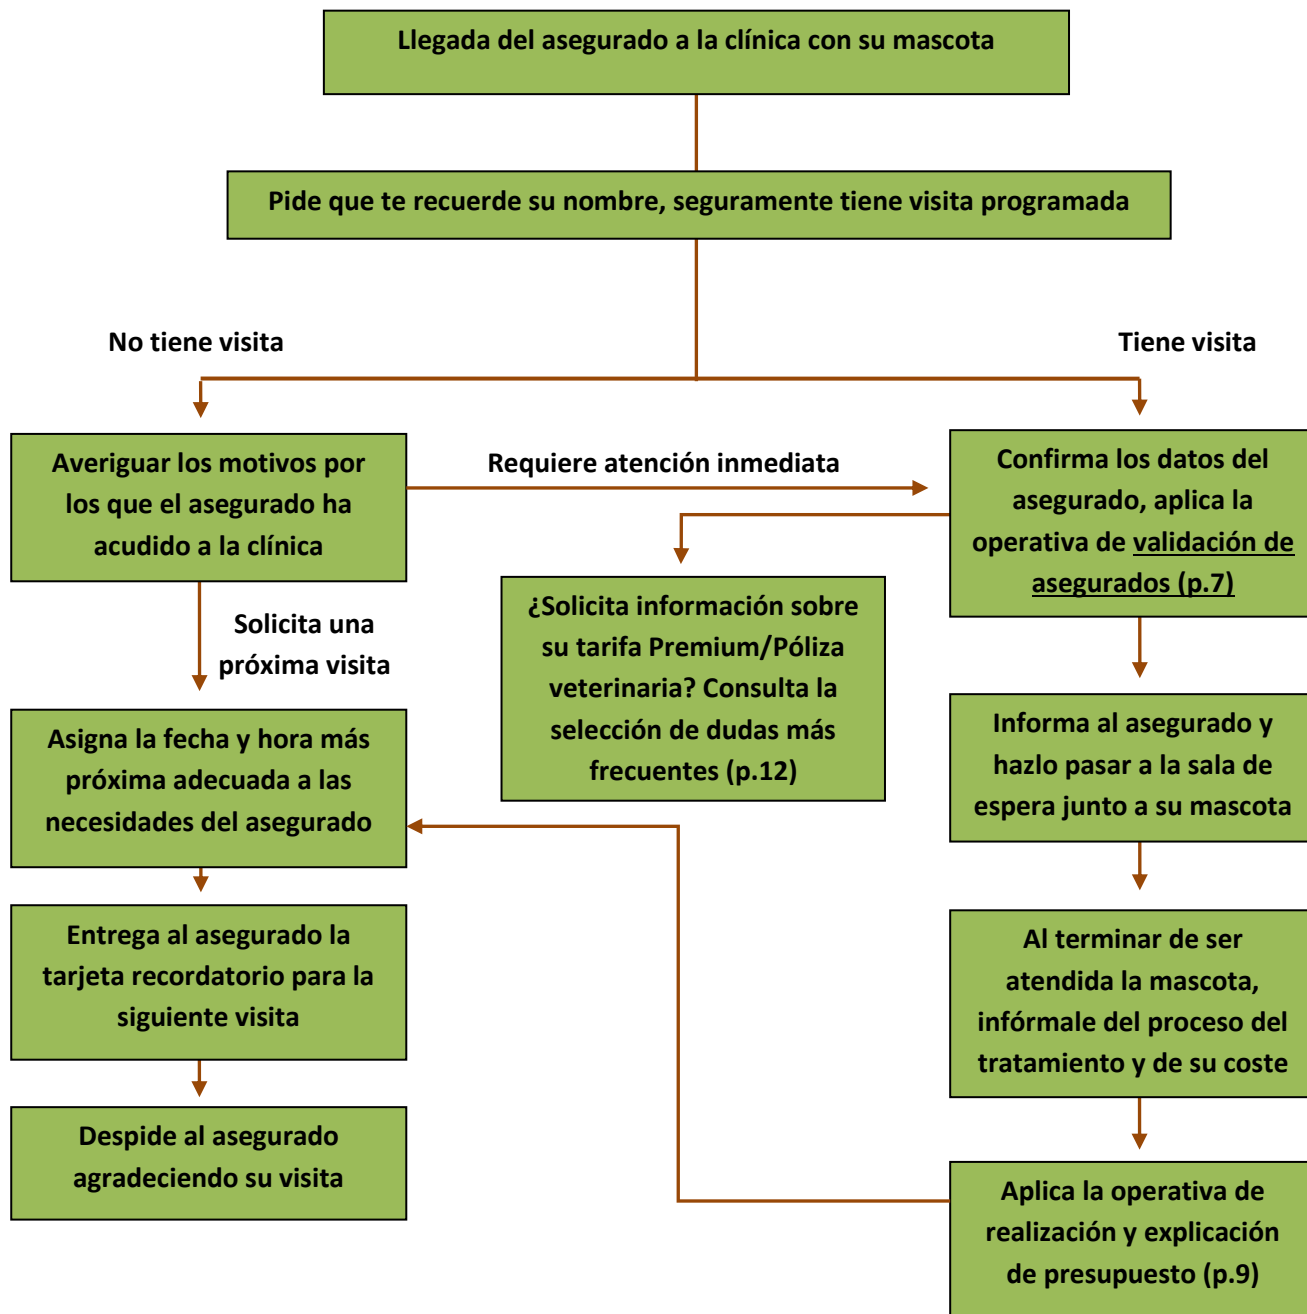 Llegada del asegurado a la clínica con su mascota
Pide que te recuerde su nombre, seguramente tiene visita programada
No tiene visita
Tiene visita
Averiguar los motivos por
los que el asegurado ha
acudido a la clínica
Requiere atención inmediata
Confirma los datos del
asegurado, aplica la
operativa de validación de
asegurados (p.7)
¿Solicita información sobre
su tarifa Premium/Póliza
veterinaria? Consulta la
selección de dudas más
frecuentes (p.12)
Solicita una
próxima visita
Asigna la fecha y hora más
próxima adecuada a las
necesidades del asegurado
Informa al asegurado y
hazlo pasar a la sala de
espera junto a su mascota
Entrega al asegurado la
tarjeta recordatorio para la
siguiente visita
Al terminar de ser
atendida la mascota,
infórmale del proceso del
tratamiento y de su coste
Despide al asegurado
agradeciendo su visita
Aplica la operativa de
realización y explicación
de presupuesto (p.9)